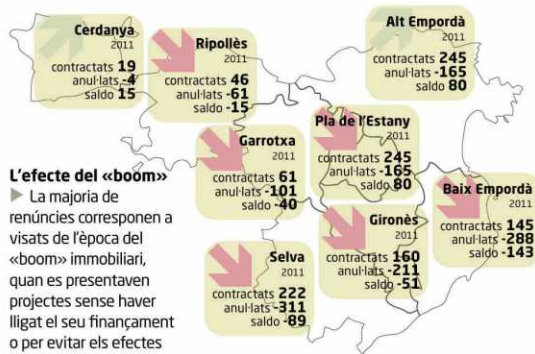 Cerdanya
2011
contractats 19
anul·lats -4
saldo 15
Ripollès
2011
contractats 46
anul·lats -61
saldo -15
Alt Empordà
2011
contractats 245
anul·lats -165
saldo 80
Garrotxa
2011
contractats 61
anul·lats -101
saldo -40
Pla de l'Estany
2011
contractats 245
anul·lats -165
saldo 80
Baix Empordà
2011
contractats 145
anul·lats -288
saldo -143
Gironès
2011
contractats 160
anul·lats -211
saldo -51
Selva
2011
contractats 222
anul·lats -311
saldo -89
L'efecte del «boom»
▶ La majoria de
renúncies corresponen a
visats de l'època del
«boom» immobiliari,
quan es presentaven
projectes sense haver
lligat el seu finançament
o per evitar els efectes